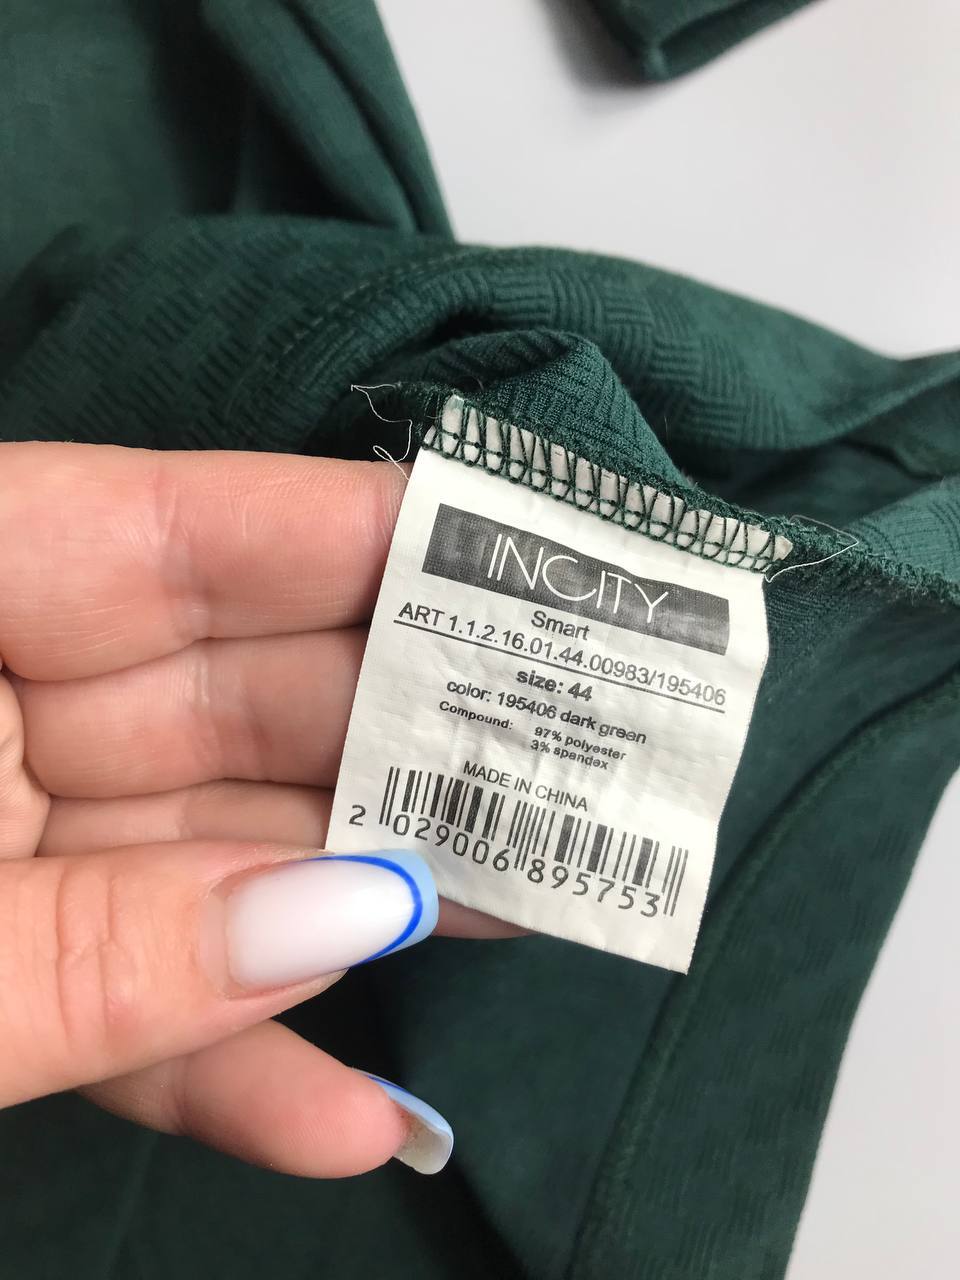 INCITY
Smart
ART 1.1.2.16.01.44.00983/195406
size: 44
color: 195406 dark green
Compound: 97% polyester
3% spandex
MADE IN CHINA
2 029006 895753